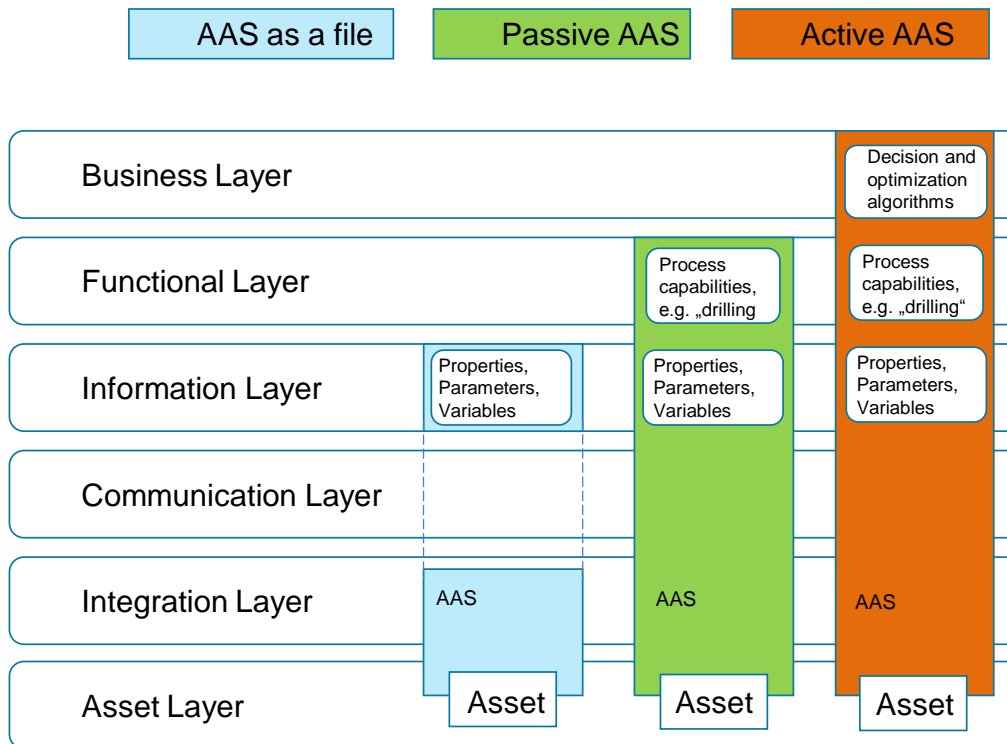 AAS as a file
Passive AAS
Active AAS
Business Layer
Decision and
optimization
algorithms
Functional Layer
Process
capabilities,
e.g. „drilling
Process
capabilities,
e.g. „drilling“
Information Layer
Properties,
Parameters,
Variables
Properties,
Parameters,
Variables
Properties,
Parameters,
Variables
Communication Layer
Integration Layer
AAS
AAS
AAS
Asset Layer
Asset
Asset
Asset